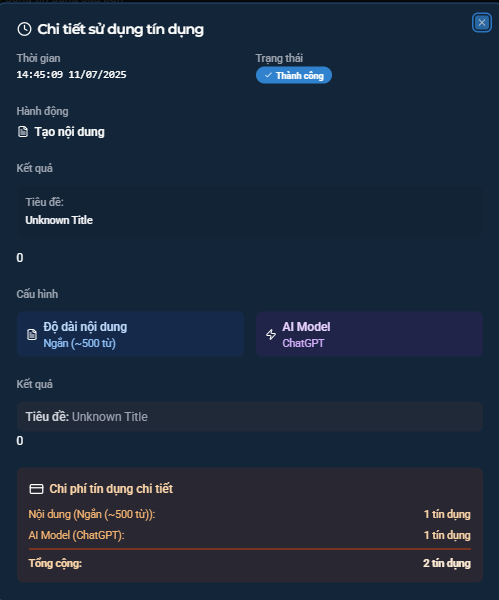 Chi tiết sử dụng tín dụng
Thời gian
14:45:09 11/07/2025
Trạng thái
Thành công
Hành động
Tạo nội dung
Kết quả
Tiêu đề:
Unknown Title
0
Cấu hình
Độ dài nội dung
Ngắn (~500 từ)
AI Model
ChatGPT
Kết quả
Tiêu đề: Unknown Title
0
Chi phí tín dụng chi tiết
Nội dung (Ngắn (~500 từ)): 1 tín dụng
AI Model (ChatGPT): 1 tín dụng
Tổng cộng: 2 tín dụng